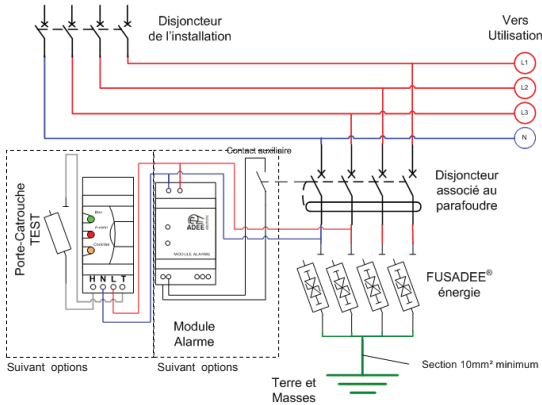 Disjoncteur
de l'installation
Vers
Utilisation
L1
L2
L3
N
Contact auxiliaire
Disjoncteur
associé au
parafoudre
Porte-Catrouche
TEST
H N L T
ADEE
MODULE ALARME
FUSADEE®
énergie
Module
Alarme
Suivant options
Suivant options
Section 10mm² minimum
Terre et
Masses